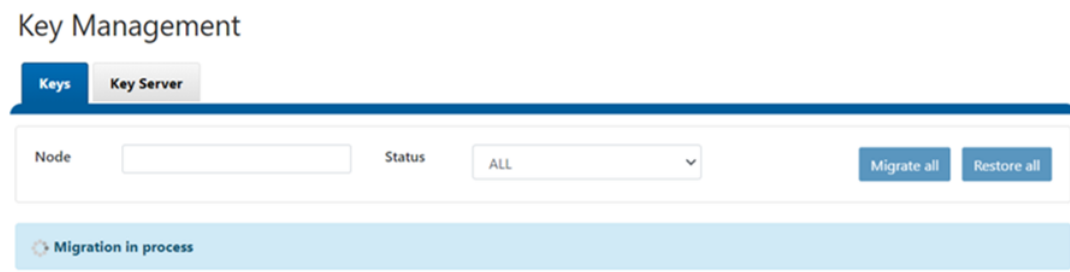 Key Management
Keys Key Server
Node Status ALL Migrate all Restore all
Migration in process